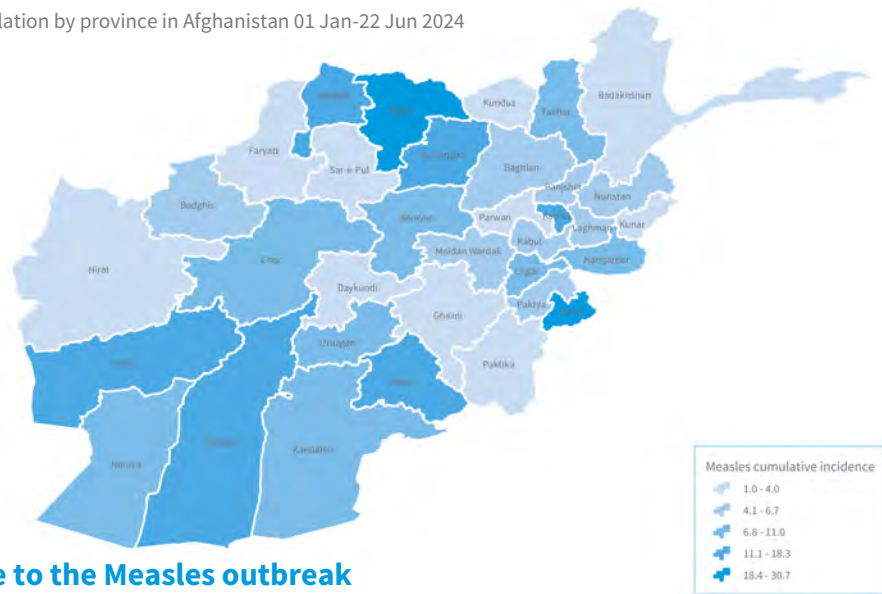 lation by province in Afghanistan 01 Jan-22 Jun 2024
Badakhshan
Kunduz
Takhar
Faryab
Sar-e-Pul
Baghlan
Panjsher
Nuristan
Badghis
Parwan
Laghman
Kunar
Kabul
Maidan Wardak
Nangarhar
Hirat
Daykundi
Logar
Ghazni
Paktya
Uruzgan
Paktika
Nimroz
Kandahar
Measles cumulative incidence
1.0 - 4.0
4.1 - 6.7
6.8 - 11.0
11.1 - 18.3
18.4 - 30.7
e to the Measles outbreak